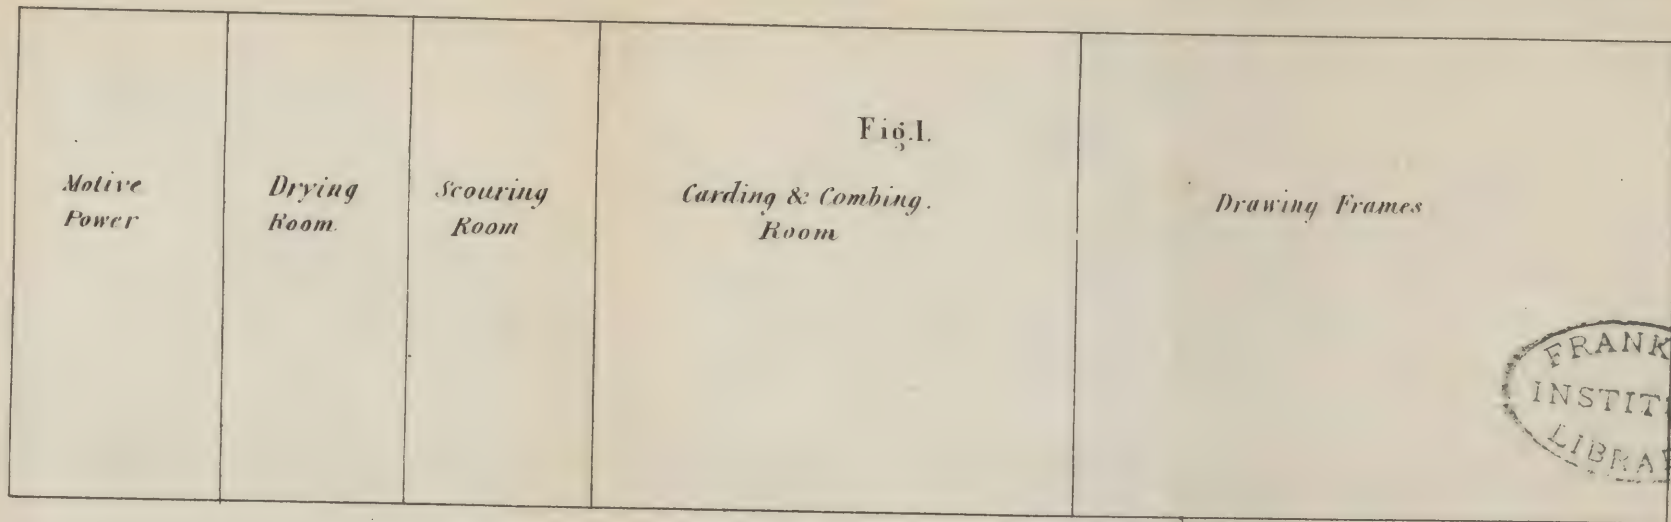 Fig.1.
Motive
Power
Drying
Room.
Scouring
Room
Carding & Combing.
Room
Drawing Frames
FRANK
INSTIT
LIBRA